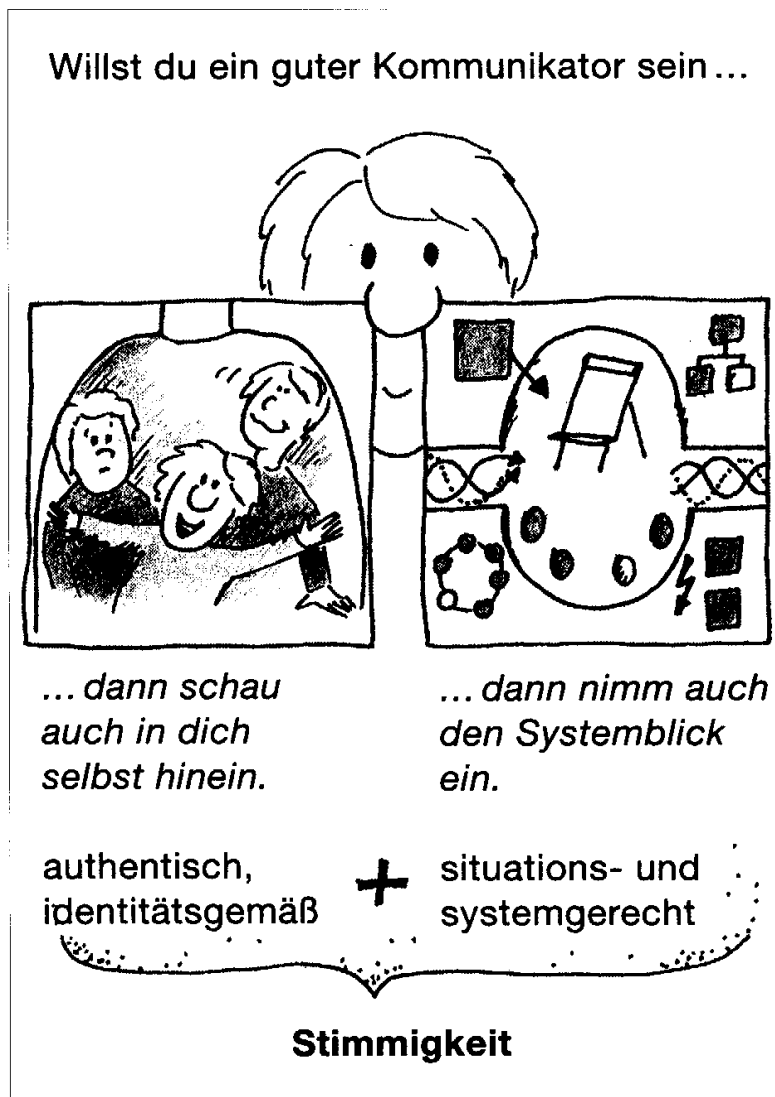 Willst du ein guter Kommunikator sein ...
... dann schau
auch in dich
selbst hinein.
... dann nimm auch
den Systemblick
ein.
authentisch,
identitätsgemäß
+
situations- und
systemgerecht
Stimmigkeit